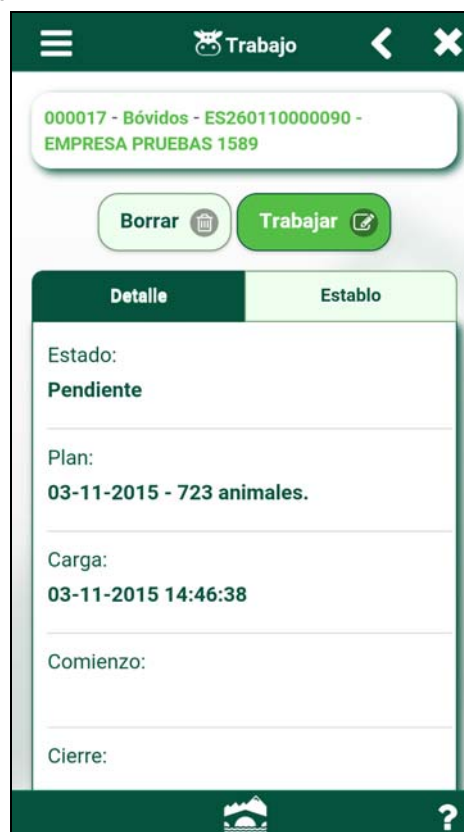 Trabajo
000017 - Bóvidos - ES260110000090 -
EMPRESA PRUEBAS 1589
Borrar
Trabajar
Detalle Establo
Estado:
Pendiente
Plan:
03-11-2015 - 723 animales.
Carga:
03-11-2015 14:46:38
Comienzo:
Cierre:
?